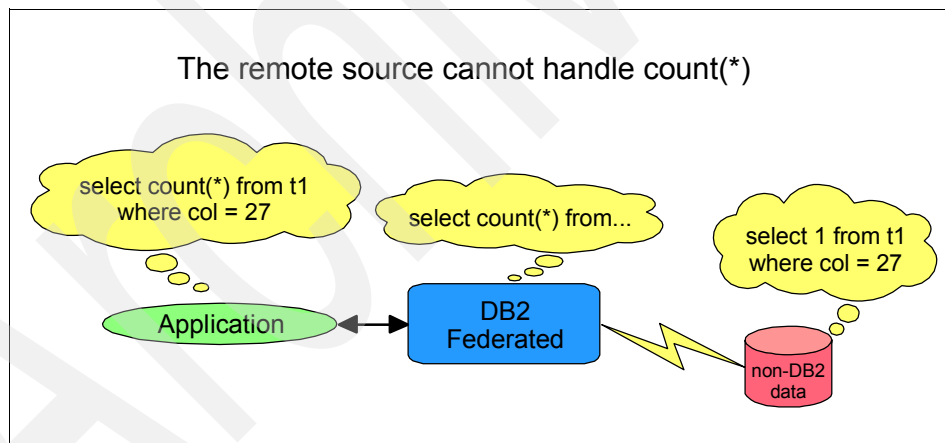 The remote source cannot handle count(*)
select count(*) from t1
where col = 27
select count(*) from...
select 1 from t1
where col = 27
Application
DB2
Federated
non-DB2
data